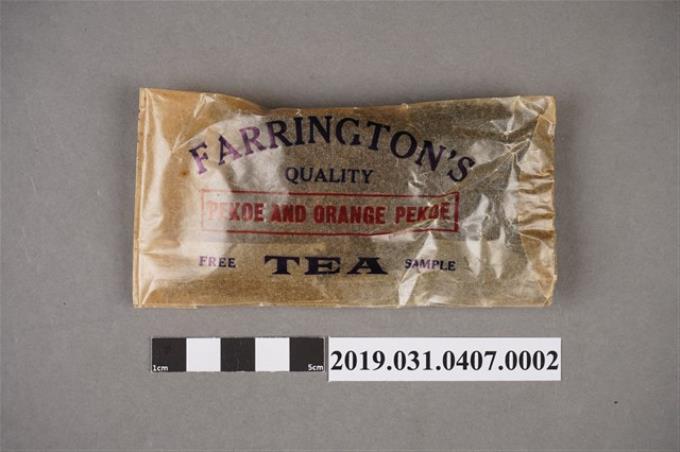 FARRINGTON'S
QUALITY
PEKOE AND ORANGE PEKOE
FREE TEA SAMPLE
1cm 5cm
2019.031.0407.0002